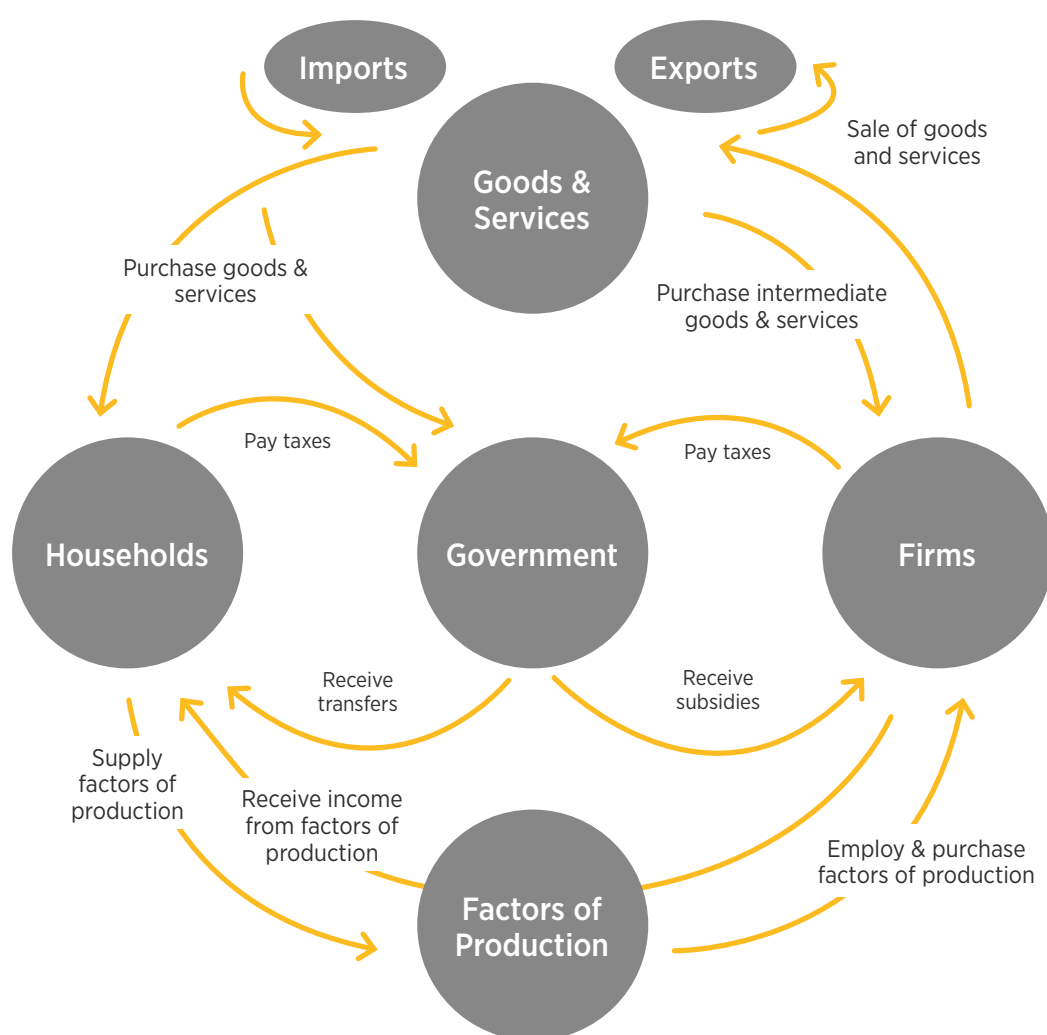 Imports
Exports
Sale of goods
and services
Goods &
Services
Purchase goods &
services
Purchase intermediate
goods & services
Pay taxes
Pay taxes
Households
Government
Firms
Receive
transfers
Receive
subsidies
Supply
factors of
production
Receive income
from factors of
production
Employ & purchase
factors of production
Factors of
Production